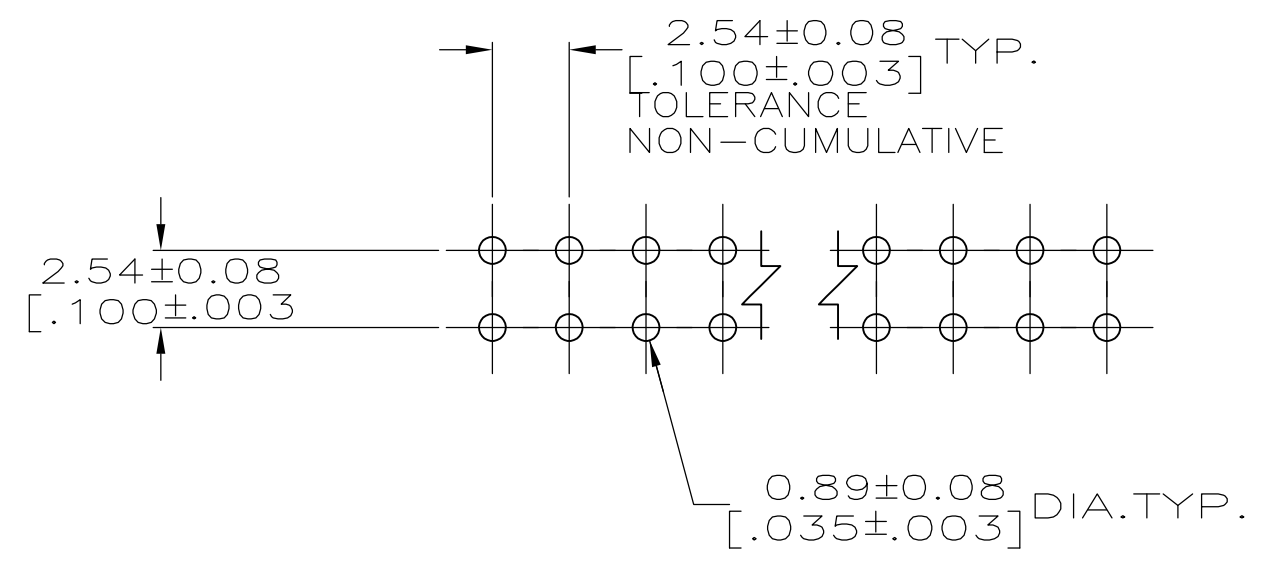 2.54±0.08
[.100±.003] TYP.
TOLERANCE
NON-CUMULATIVE
2.54±0.08
[.100±.003
0.89±0.08
[.035±.003] DIA.TYP.